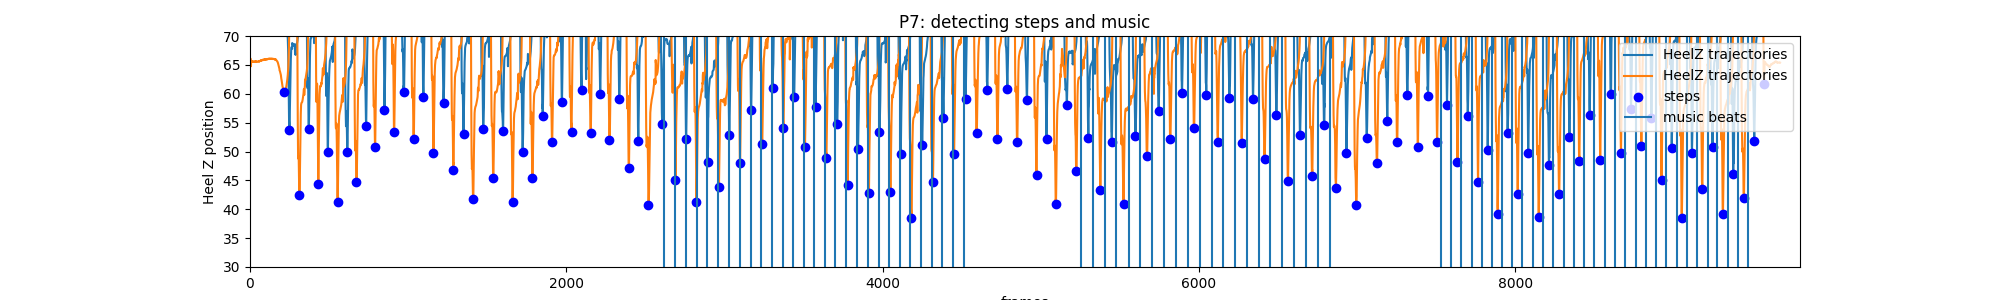 P7: detecting steps and music
70
65
60
55
50
45
40
35
30
Heel Z position
HeelZ trajectories
HeelZ trajectories
steps
music beats
0
2000
4000
6000
8000
frames